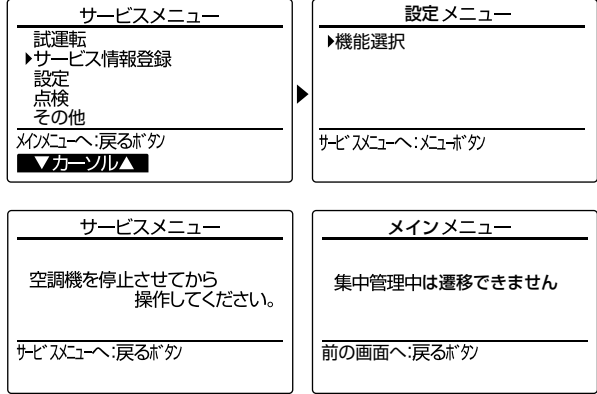 サービスメニュー
試運転
▶サービス情報登録
設定
点検
その他
ﾒｲﾝﾒﾆｭｰへ:戻るﾎﾞﾀﾝ
▼カーソル▲
設定メニュー
▶機能選択
ｻｰﾋﾞｽﾒﾆｭｰへ:ﾒﾆｭｰﾎﾞﾀﾝ
サービスメニュー
空調機を停止させてから
操作してください。
ｻｰﾋﾞｽﾒﾆｭｰへ:戻るﾎﾞﾀﾝ
メインメニュー
集中管理中は遷移できません
前の画面へ:戻るﾎﾞﾀﾝ